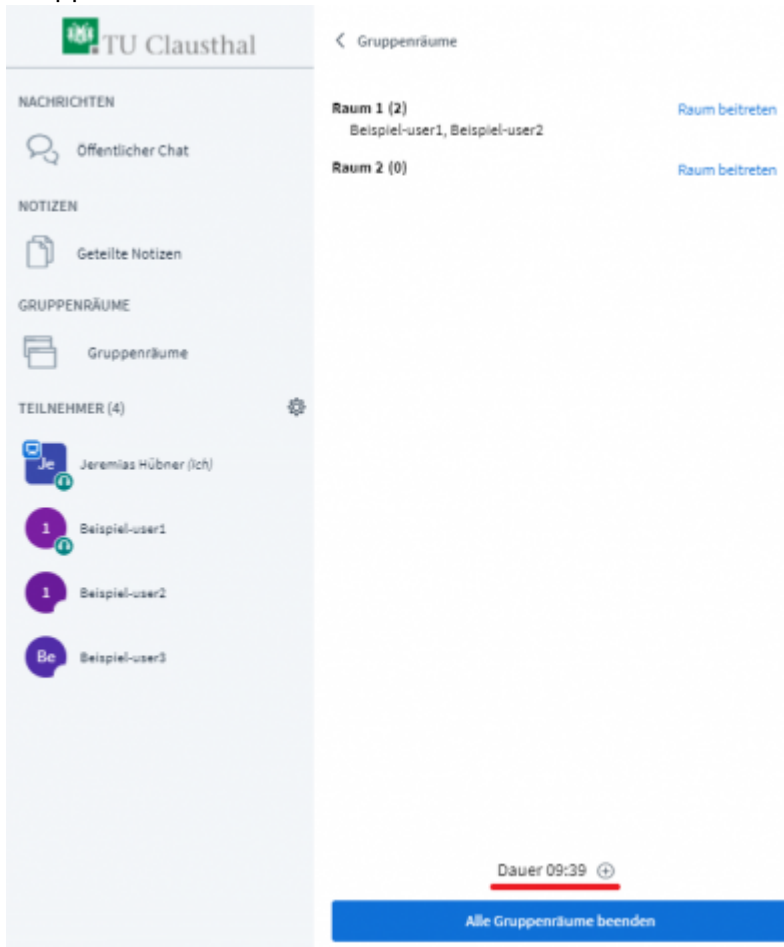 TU Clausthal
NACHRICHTEN
Öffentlicher Chat
NOTIZEN
Geteilte Notizen
GRUPPENRÄUME
Gruppenräume
TEILNEHMER (4)
Je
Jeremias Hübner (Ich)
1
Beispiel-user1
1
Beispiel-user2
Be
Beispiel-user3
Gruppenräume
Raum 1 (2) Raum beitreten
Beispiel-user1, Beispiel-user2
Raum 2 (0) Raum beitreten
Dauer 09:39
Alle Gruppenräume beenden